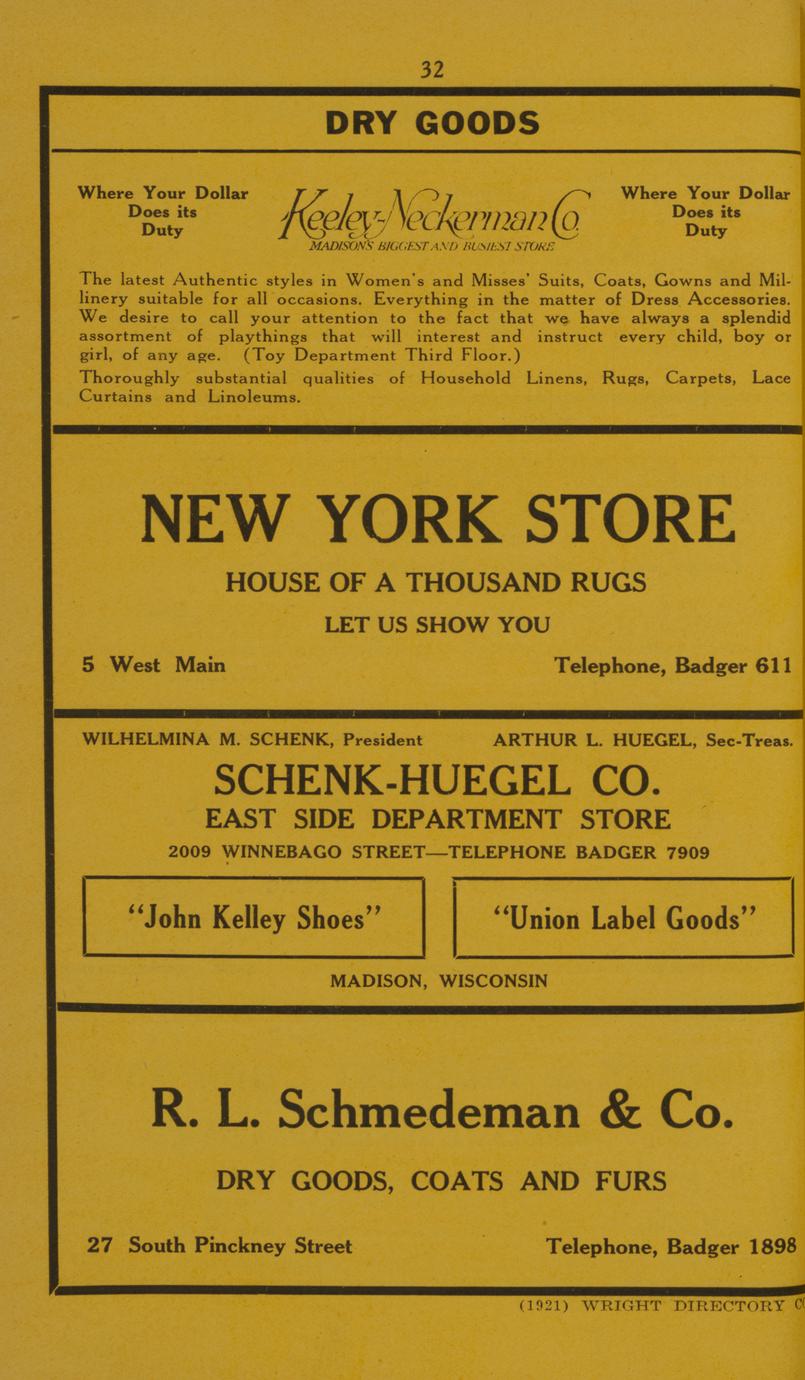 32
DRY GOODS
Where Your Dollar
Does its
Duty
Keeley-Neckerman Co.
MADISON'S BIGGEST AND BUSIEST STORE
Where Your Dollar
Does its
Duty
The latest Authentic styles in Women's and Misses' Suits, Coats, Gowns and Mil-
linery suitable for all occasions. Everything in the matter of Dress Accessories.
We desire to call your attention to the fact that we have always a splendid
assortment of playthings that will interest and instruct every child, boy or
girl, of any age. (Toy Department Third Floor.)
Thoroughly substantial qualities of Household Linens, Rugs, Carpets, Lace
Curtains and Linoleums.
NEW YORK STORE
HOUSE OF A THOUSAND RUGS
LET US SHOW YOU
5 West Main Telephone, Badger 611
WILHELMINA M. SCHENK, President ARTHUR L. HUEGEL, Sec-Treas.
SCHENK-HUEGEL CO.
EAST SIDE DEPARTMENT STORE
2009 WINNEBAGO STREET—TELEPHONE BADGER 7909
"John Kelley Shoes" "Union Label Goods"
MADISON, WISCONSIN
R. L. Schmedeman & Co.
DRY GOODS, COATS AND FURS
27 South Pinckney Street Telephone, Badger 1898
(1921) WRIGHT DIRECTORY